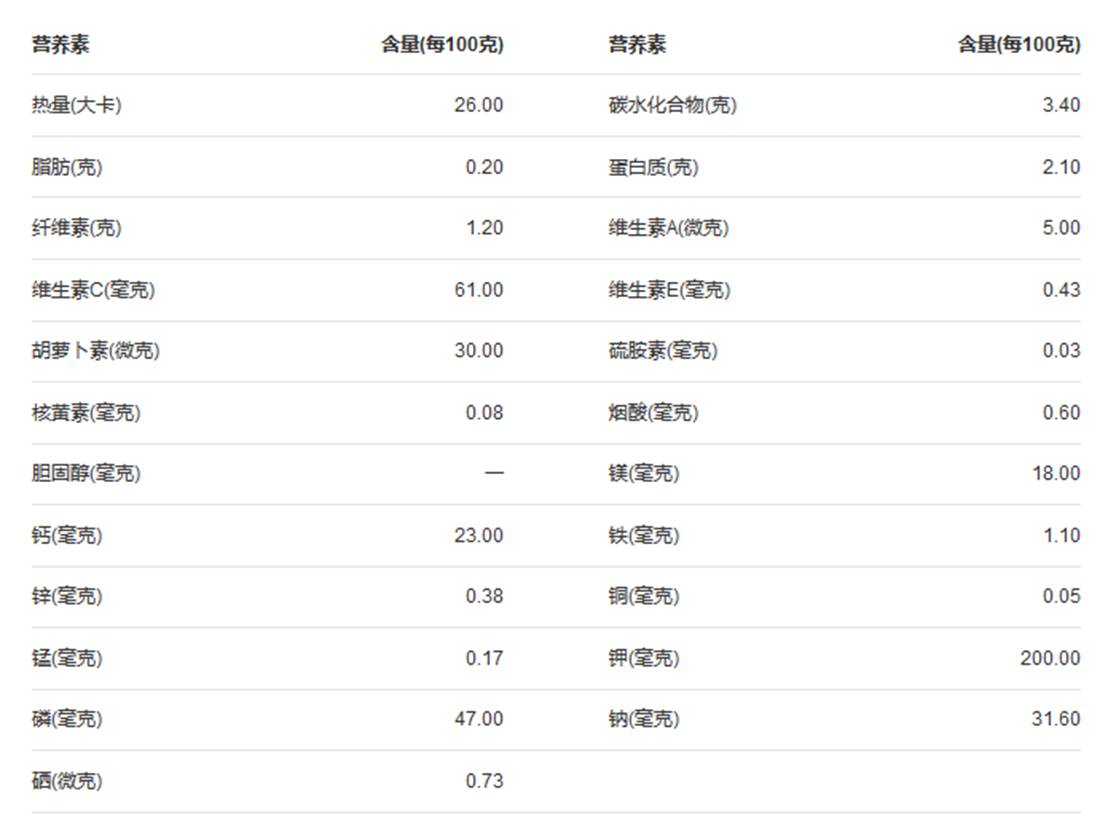 营养素 含量(每100克) 营养素 含量(每100克)
热量(大卡) 26.00 碳水化合物(克) 3.40
脂肪(克) 0.20 蛋白质(克) 2.10
纤维素(克) 1.20 维生素A(微克) 5.00
维生素C(毫克) 61.00 维生素E(毫克) 0.43
胡萝卜素(微克) 30.00 硫胺素(毫克) 0.03
核黄素(毫克) 0.08 烟酸(毫克) 0.60
胆固醇(毫克) — 镁(毫克) 18.00
钙(毫克) 23.00 铁(毫克) 1.10
锌(毫克) 0.38 铜(毫克) 0.05
锰(毫克) 0.17 钾(毫克) 200.00
磷(毫克) 47.00 钠(毫克) 31.60
硒(微克) 0.73